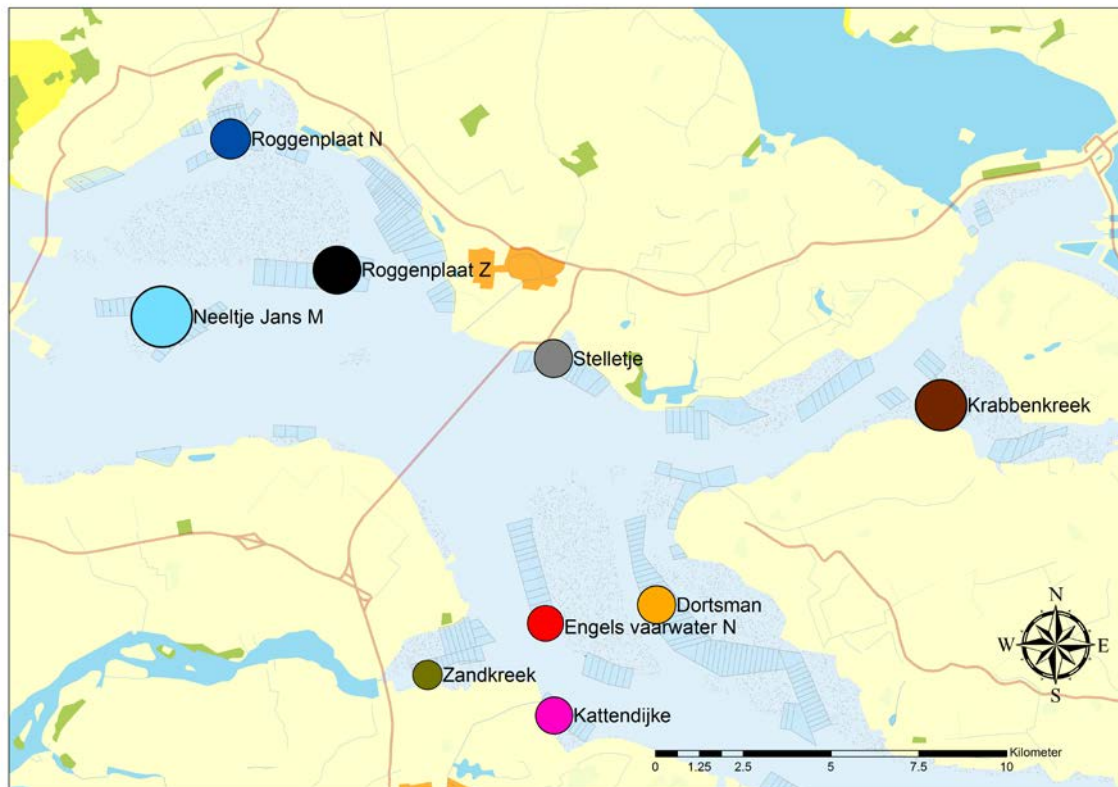 Roggenplaat N
Roggenplaat Z
Neeltje Jans M
Stelletje
Krabbenkreek
Dortsman
Engels vaarwater N
Zandkreek
Kattendijke
N
W E
S
Kilometer
0 1.25 2.5 5 7.5 10